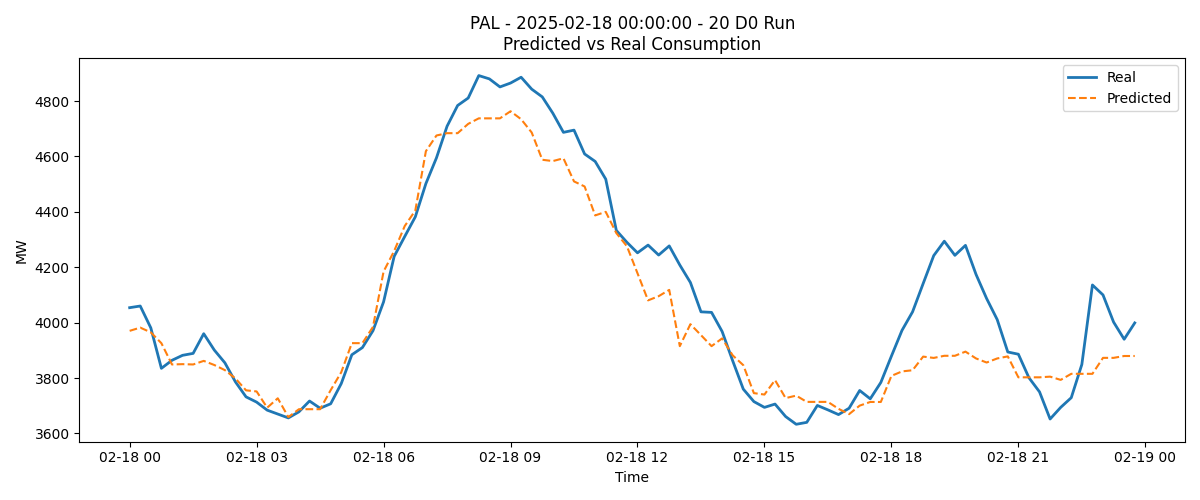 PAL - 2025-02-18 00:00:00 - 20 D0 Run
Predicted vs Real Consumption
Real
Predicted
MW
4800
4600
4400
4200
4000
3800
3600
02-18 00
02-18 03
02-18 06
02-18 09
02-18 12
02-18 15
02-18 18
02-18 21
02-19 00
Time